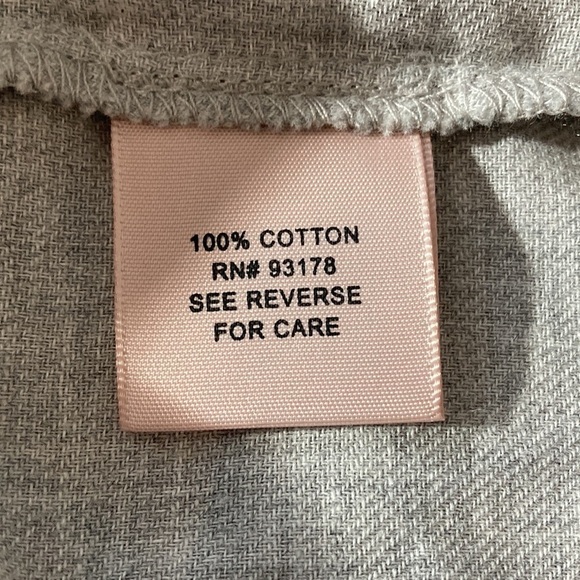 100% COTTON
RN# 93178
SEE REVERSE
FOR CARE